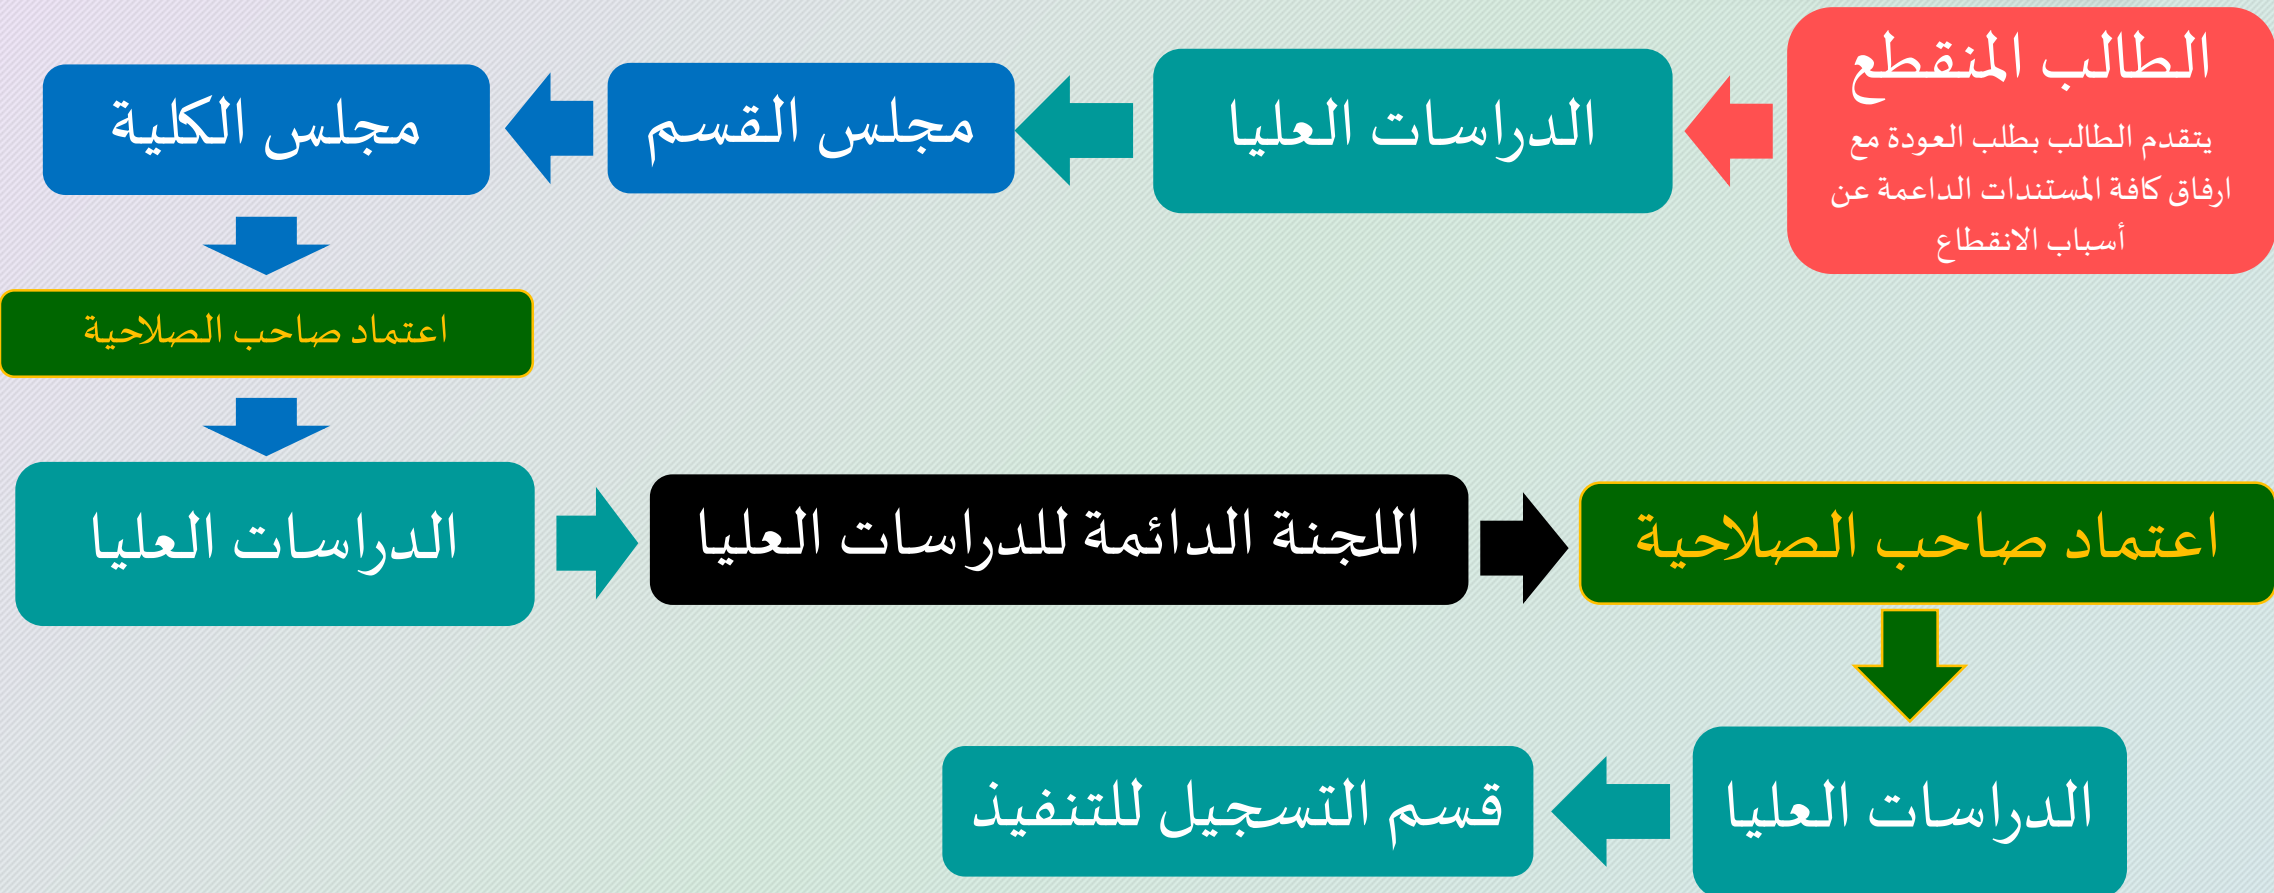 الطالب المنقطع
يتقدم الطالب بطلب العودة مع
ارفاق كافة المستندات الداعمة عن
أسباب الانقطاع
الدراسات العليا
مجلس القسم
مجلس الكلية
اعتماد صاحب الصلاحية
الدراسات العليا
اللجنة الدائمة للدراسات العليا
اعتماد صاحب الصلاحية
الدراسات العليا
قسم التسجيل للتنفيذ